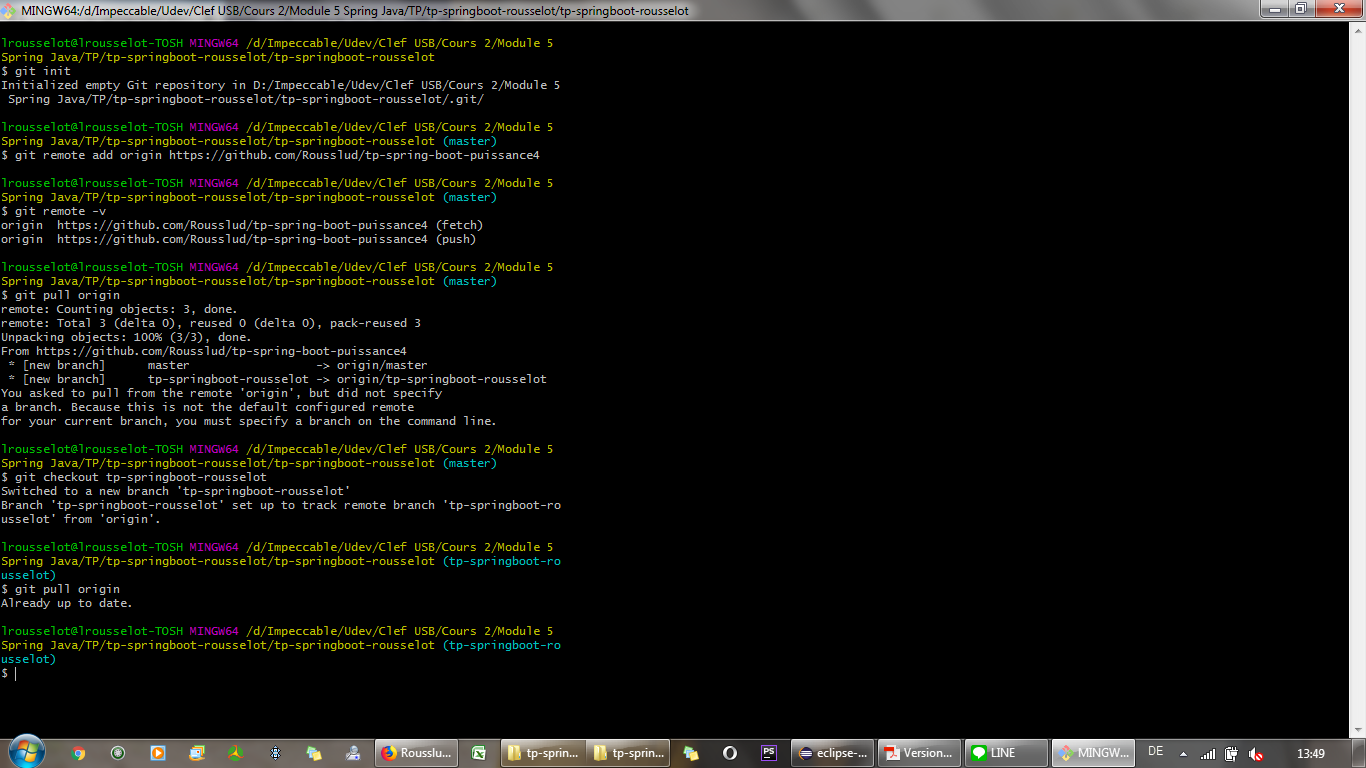 MINGW64:/d/Impeccable/Udev/Clef USB/Cours 2/Module 5 Spring Java/TP/tp-springboot-rousselot/tp-springboot-rousselot
lrousselot@lrousselot-TOSH MINGW64 /d/Impeccable/Udev/Clef USB/Cours 2/Module 5
Spring Java/TP/tp-springboot-rousselot/tp-springboot-rousselot
$ git init
Initialized empty Git repository in D:/Impeccable/Udev/Clef USB/Cours 2/Module 5
 Spring Java/TP/tp-springboot-rousselot/tp-springboot-rousselot/.git/
lrousselot@lrousselot-TOSH MINGW64 /d/Impeccable/Udev/Clef USB/Cours 2/Module 5
Spring Java/TP/tp-springboot-rousselot/tp-springboot-rousselot (master)
$ git remote add origin https://github.com/Rousslud/tp-spring-boot-puissance4
lrousselot@lrousselot-TOSH MINGW64 /d/Impeccable/Udev/Clef USB/Cours 2/Module 5
Spring Java/TP/tp-springboot-rousselot/tp-springboot-rousselot (master)
$ git remote -v
origin  https://github.com/Rousslud/tp-spring-boot-puissance4 (fetch)
origin  https://github.com/Rousslud/tp-spring-boot-puissance4 (push)
lrousselot@lrousselot-TOSH MINGW64 /d/Impeccable/Udev/Clef USB/Cours 2/Module 5
Spring Java/TP/tp-springboot-rousselot/tp-springboot-rousselot (master)
$ git pull origin
remote: Counting objects: 3, done.
remote: Total 3 (delta 0), reused 0 (delta 0), pack-reused 3
Unpacking objects: 100% (3/3), done.
From https://github.com/Rousslud/tp-spring-boot-puissance4
 * [new branch]      master                  -> origin/master
 * [new branch]      tp-springboot-rousselot -> origin/tp-springboot-rousselot
You asked to pull from the remote 'origin', but did not specify
a branch. Because this is not the default configured remote
for your current branch, you must specify a branch on the command line.
lrousselot@lrousselot-TOSH MINGW64 /d/Impeccable/Udev/Clef USB/Cours 2/Module 5
Spring Java/TP/tp-springboot-rousselot/tp-springboot-rousselot (master)
$ git checkout tp-springboot-rousselot
Switched to a new branch 'tp-springboot-rousselot'
Branch 'tp-springboot-rousselot' set up to track remote branch 'tp-springboot-ro
usselot' from 'origin'.
lrousselot@lrousselot-TOSH MINGW64 /d/Impeccable/Udev/Clef USB/Cours 2/Module 5
Spring Java/TP/tp-springboot-rousselot/tp-springboot-rousselot (tp-springboot-ro
usselot)
$ git pull origin
Already up to date.
lrousselot@lrousselot-TOSH MINGW64 /d/Impeccable/Udev/Clef USB/Cours 2/Module 5
Spring Java/TP/tp-springboot-rousselot/tp-springboot-rousselot (tp-springboot-ro
usselot)
$
Rousslu... tp-sprin... tp-sprin... PS eclipse-... Version... LINE MINGW... DE 13:49